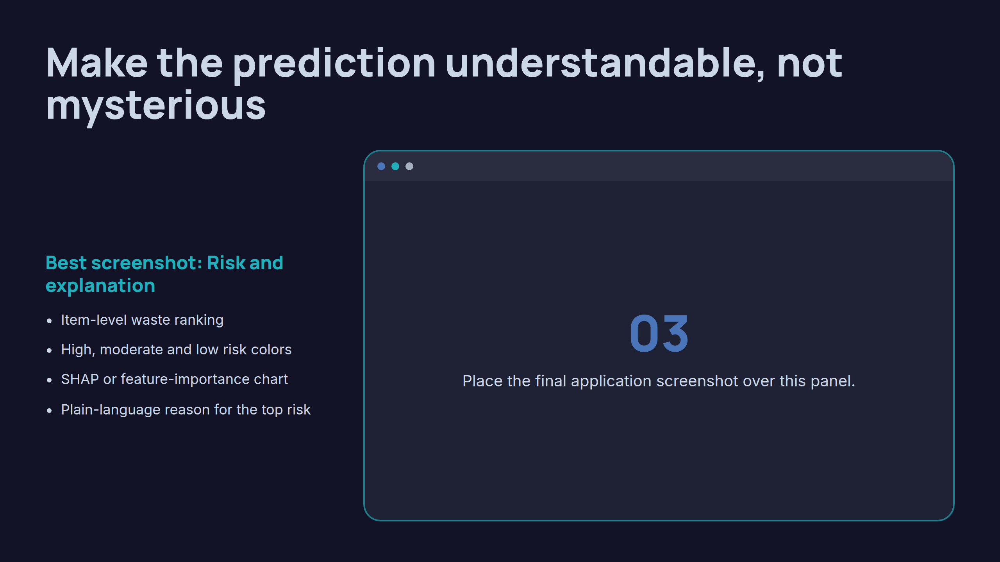 Make the prediction understandable, not
mysterious
Best screenshot: Risk and
explanation
• Item-level waste ranking
• High, moderate and low risk colors
• SHAP or feature-importance chart
• Plain-language reason for the top risk
03
Place the final application screenshot over this panel.